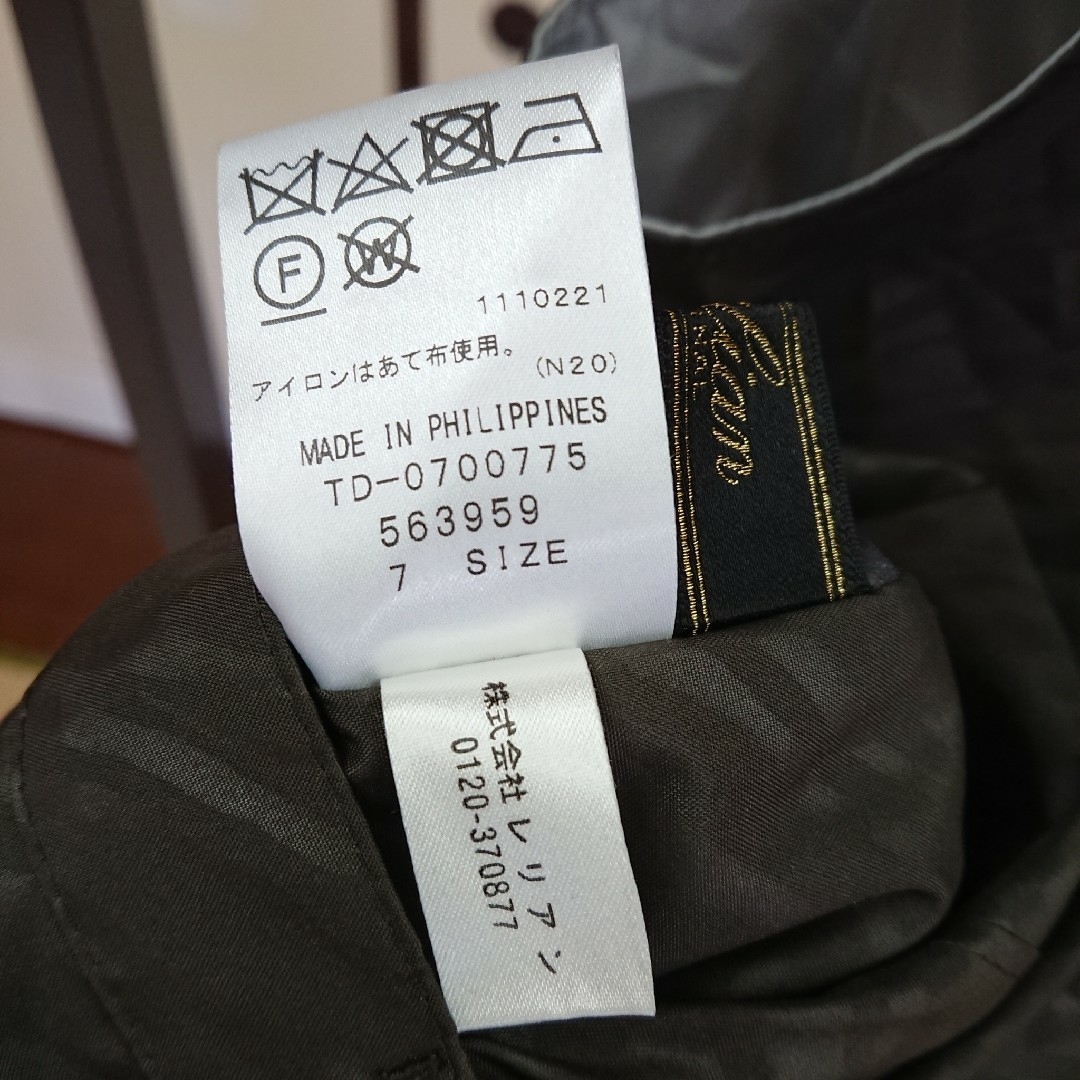 F
W
1110221
アイロンはあて布使用。
(N20)
MADE IN PHILIPPINES
TD-0700775
563959
7 SIZE
株式会社レリアン
0120-370877